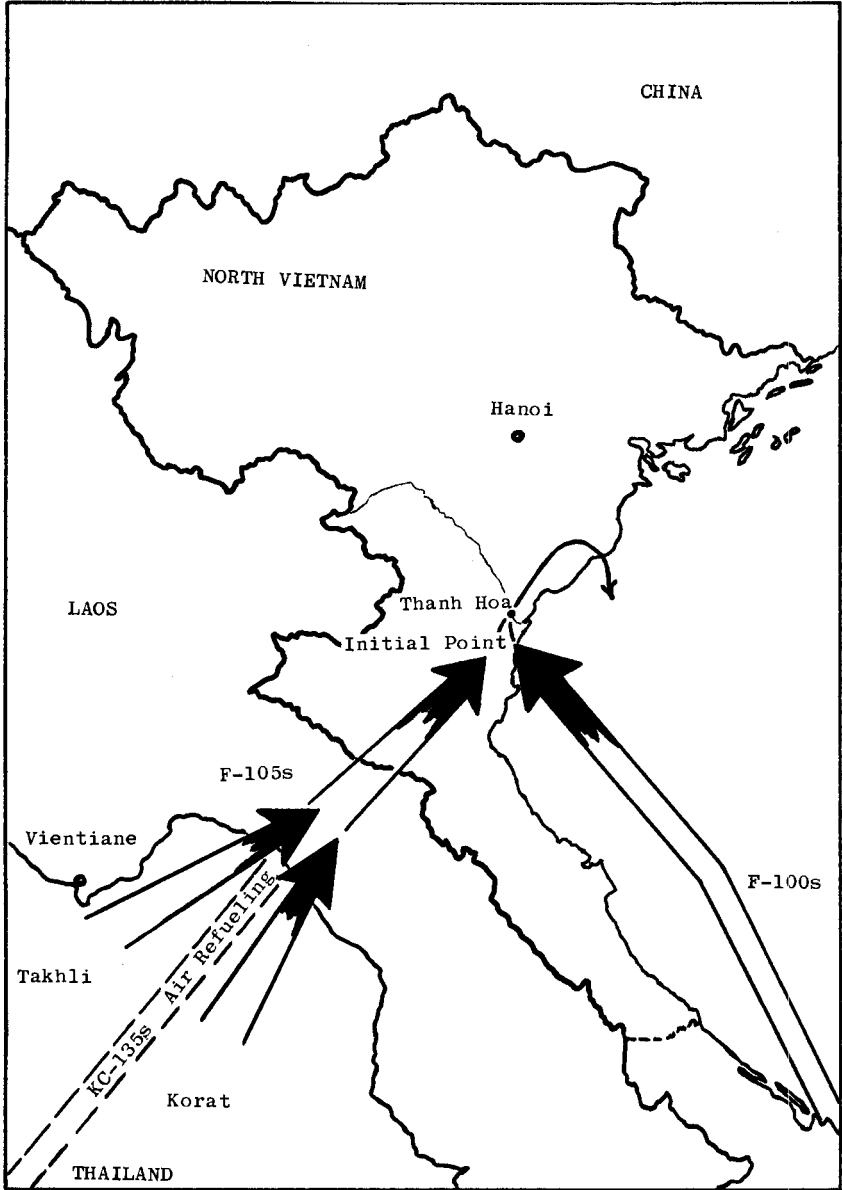 CHINA
NORTH VIETNAM
Hanoi
LAOS
Thanh Hoa
Initial Point
F-105s
Vientiane
F-100s
Takhli
KC-135s Air Refueling
Korat
THAILAND